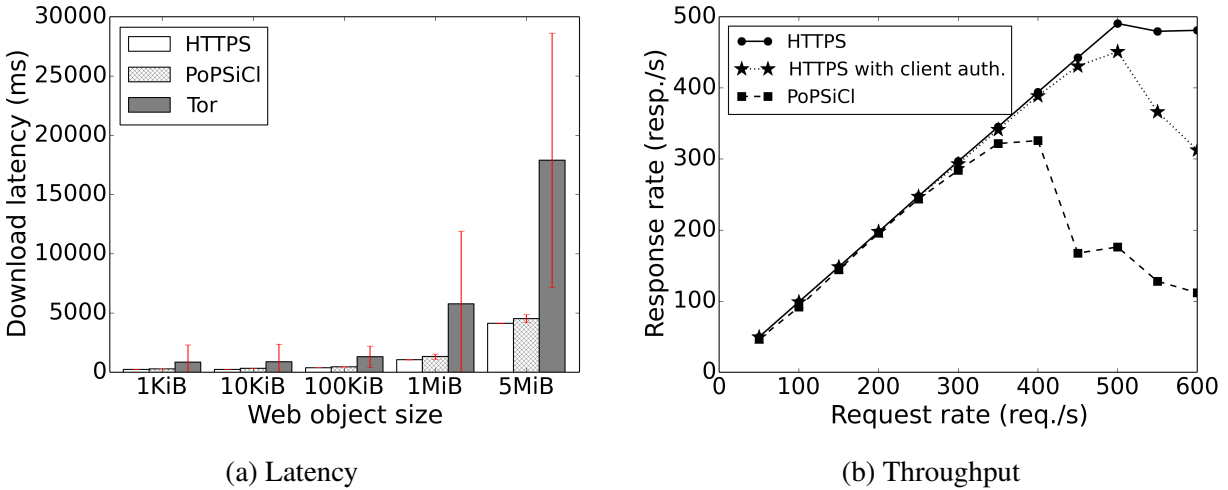 30000
25000
20000
15000
10000
5000
0
Download latency (ms)
HTTPS
PoPSiCl
Tor
1KiB 10KiB 100KiB 1MiB 5MiB
Web object size
(a) Latency
500
400
300
200
100
0
Response rate (resp./s)
HTTPS
HTTPS with client auth.
PoPSiCl
0 100 200 300 400 500 600
Request rate (req./s)
(b) Throughput